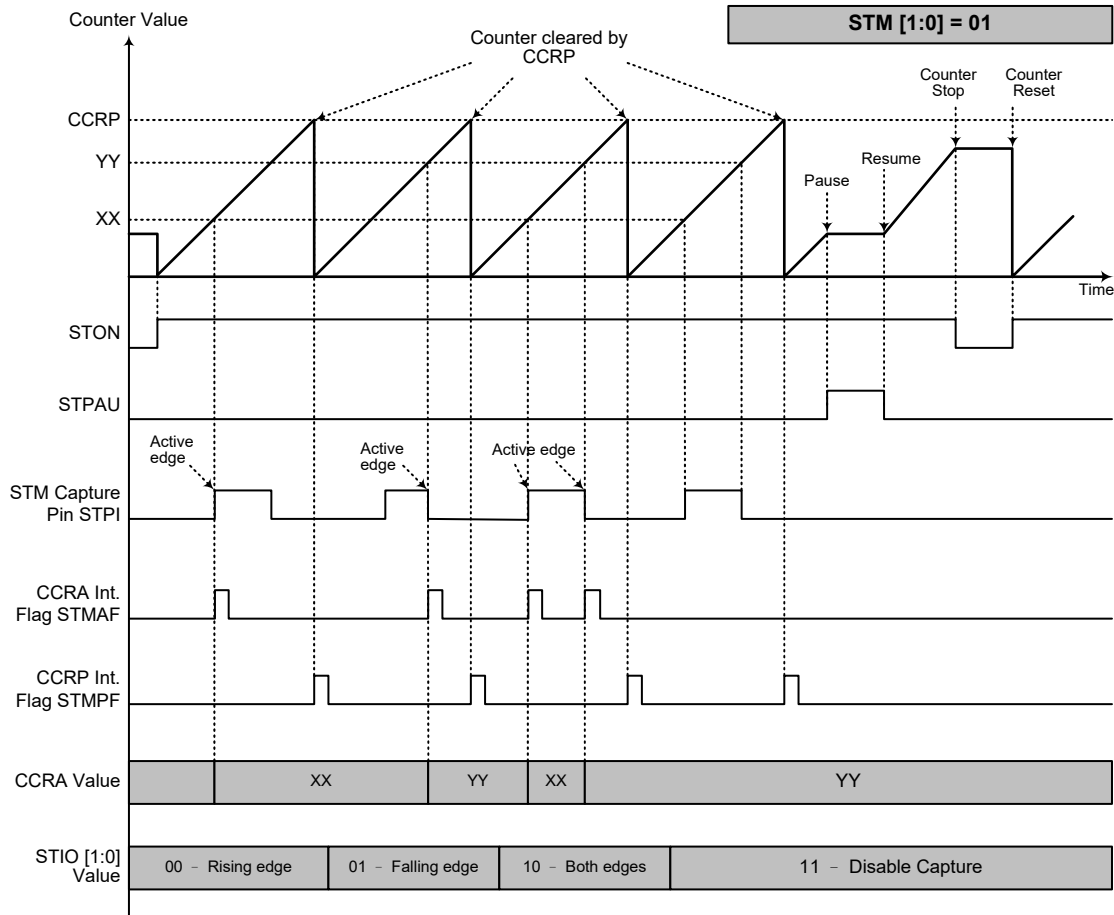 Counter Value
STM [1:0] = 01
Counter cleared by
CCRP
Counter
Stop
Counter
Reset
CCRP
YY
Resume
Pause
XX
Time
STON
STPAU
Active
edge
Active
edge
Active edge
STM Capture
Pin STPI
CCRA Int.
Flag STMAF
CCRP Int.
Flag STMPF
CCRA Value
XX
YY
XX
YY
STIO [1:0]
Value
00 – Rising edge
01 – Falling edge
10 – Both edges
11 – Disable Capture